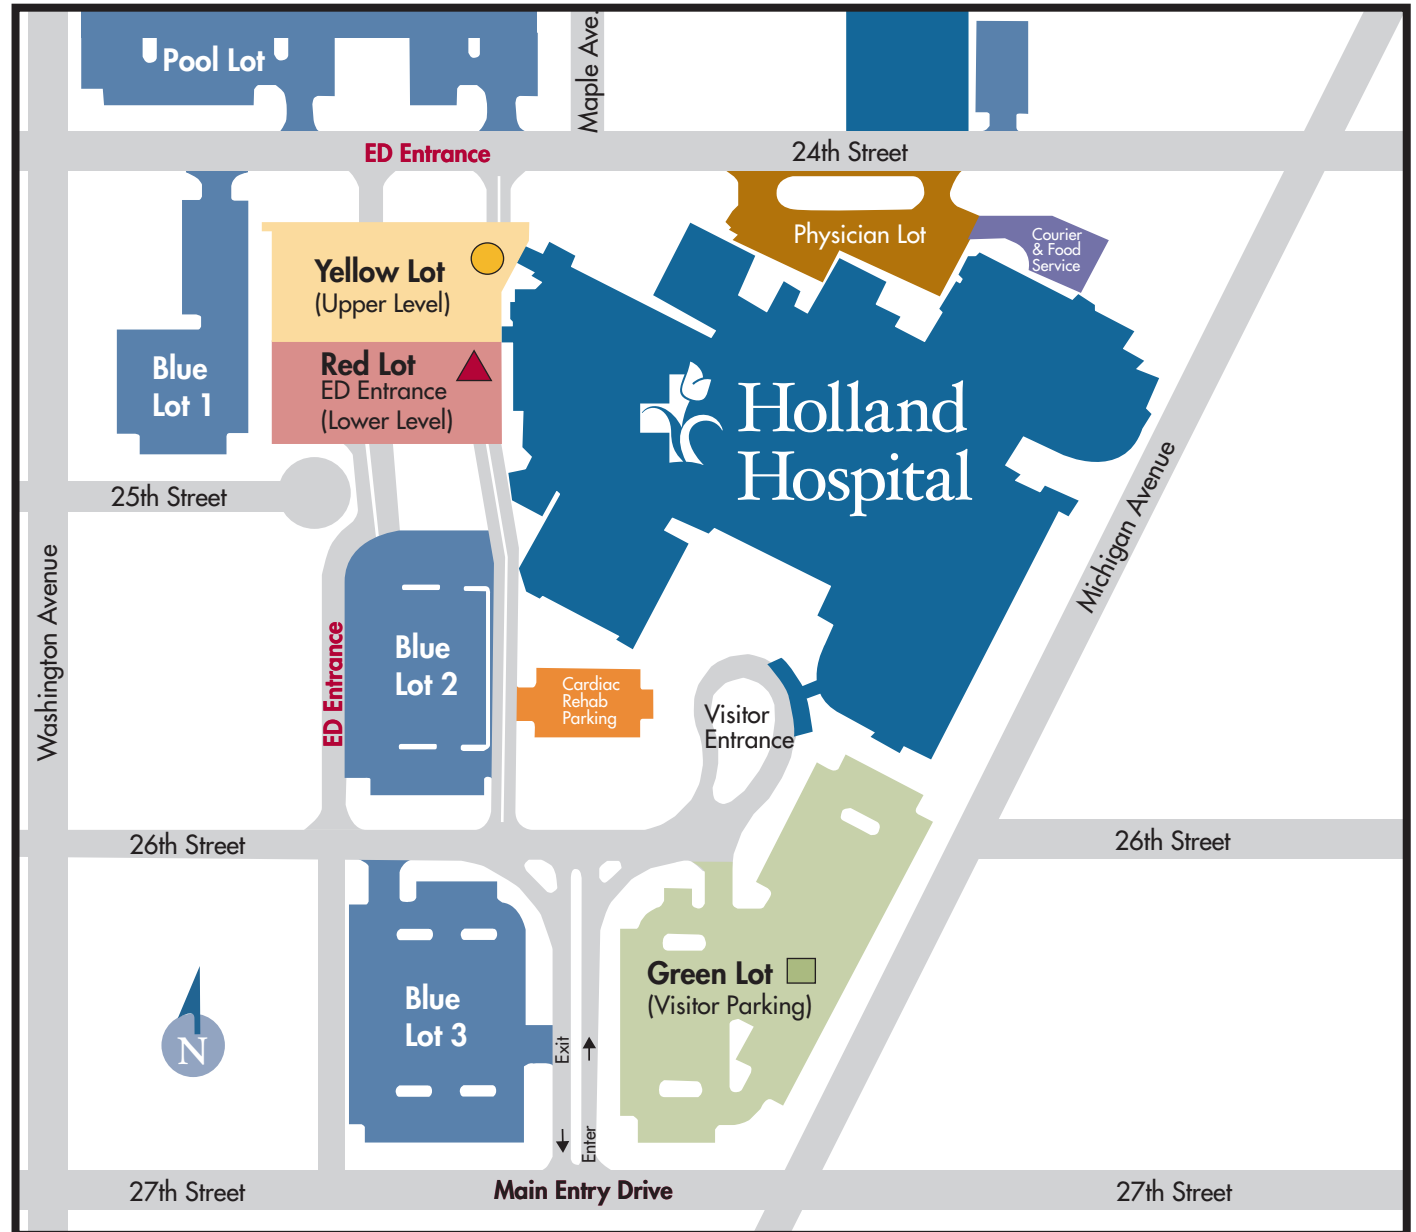 Maple Ave.
Pool Lot
ED Entrance
24th Street
Physician Lot
Courier
& Food
Service
Yellow Lot
(Upper Level)
Red Lot
ED Entrance
(Lower Level)
Blue
Lot 1
Holland
Hospital
25th Street
Michigan Avenue
Washington Avenue
ED Entrance
Blue
Lot 2
Cardiac
Rehab
Parking
Visitor
Entrance
26th Street
26th Street
Green Lot
(Visitor Parking)
Blue
Lot 3
N
Exit
Enter
27th Street
Main Entry Drive
27th Street